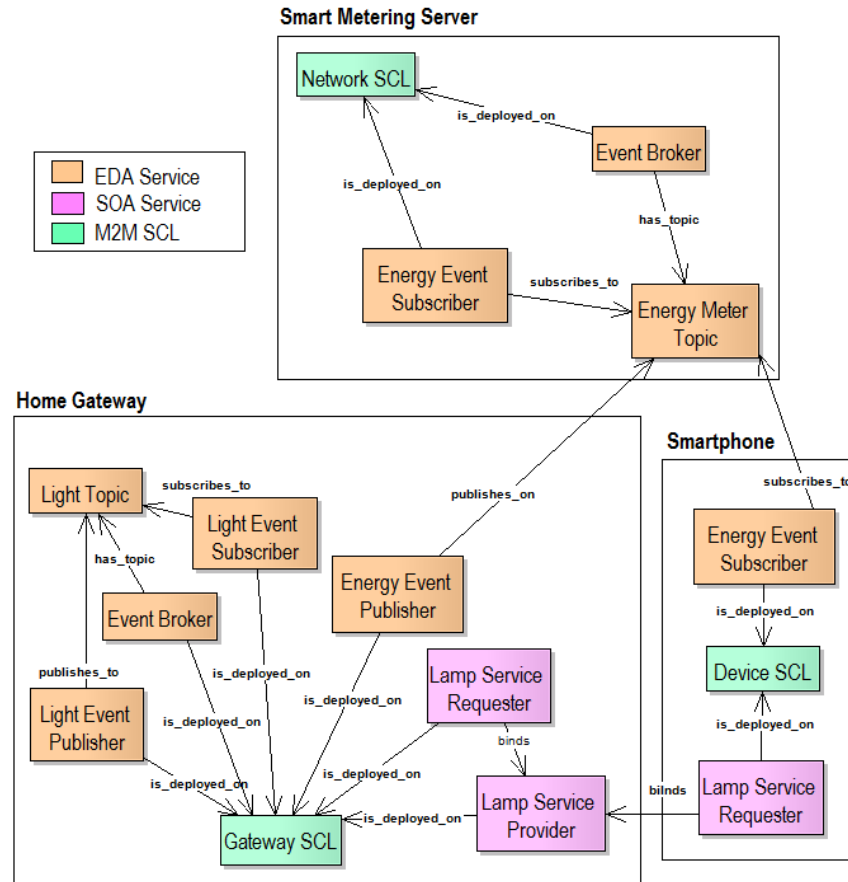 Smart Metering Server
Network SCL
is_deployed_on
Event Broker
EDA Service
SOA Service
M2M SCL
is_deployed_on
has_topic
Energy Event
Subscriber
subscribes_to
Energy Meter
Topic
Home Gateway
Smartphone
Light Topic
subscribes_to
Light Event
Subscriber
publishes_on
subscribes_to
has_topic
Energy Event
Publisher
Energy Event
Subscriber
Event Broker
is_deployed_on
publishes_to
is_deployed_on
is_deployed_on
Lamp Service
Requester
Device SCL
Light Event
Publisher
is_deployed_on
is_deployed_on
binds
is_deployed_on
is_deployed_on
Lamp Service
Provider
biInds
Lamp Service
Requester
is_deployed_on
Gateway SCL